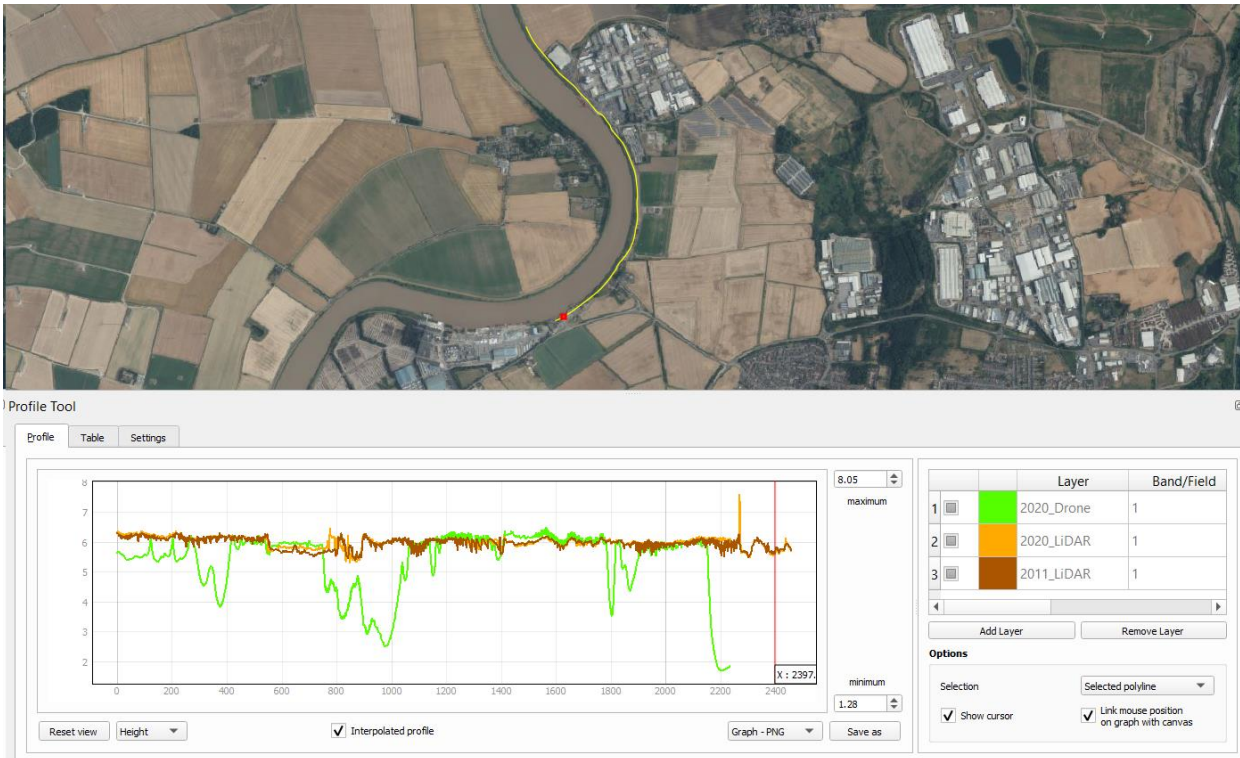 Profile Tool
Profile Table Settings
8
7
6
5
4
3
2
0 200 400 600 800 1000 1200 1400 1600 1800 2000 2200 2400
X : 2397.
8.05
maximum
minimum
1.28
Layer Band/Field
1 2020_Drone 1
2 2020_LiDAR 1
3 2011_LiDAR 1
Add Layer Remove Layer
Options
Selection Selected polyline
Show cursor Link mouse position
on graph with canvas
Reset view Height Interpolated profile Graph - PNG Save as